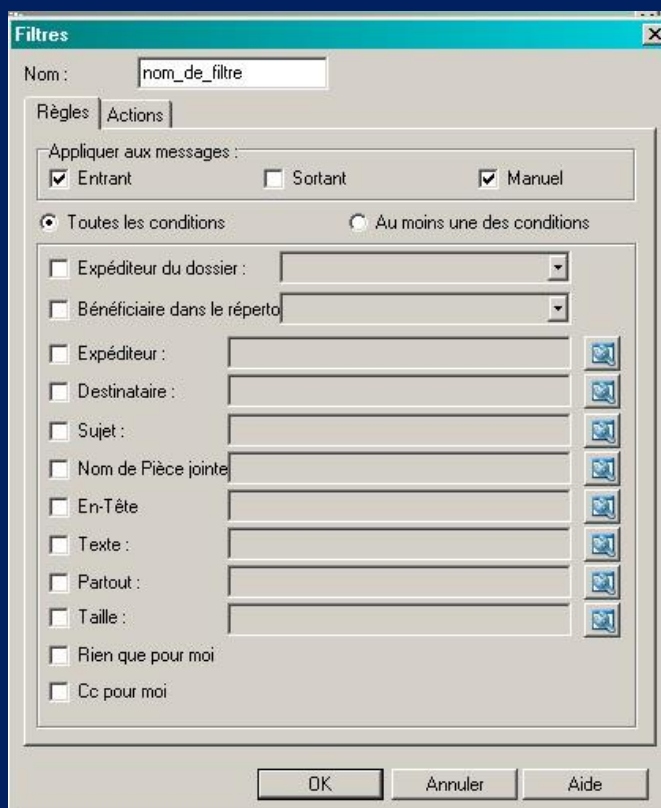 Filtres
Nom : nom_de_filtre
Règles Actions
Appliquer aux messages :
Entrant Sortant Manuel
Toutes les conditions Au moins une des conditions
Expéditeur du dossier :
Bénéficiaire dans le réperto
Expéditeur :
Destinataire :
Sujet :
Nom de Pièce jointe
En-Tête
Texte :
Partout :
Taille :
Rien que pour moi
Cc pour moi
OK Annuler Aide